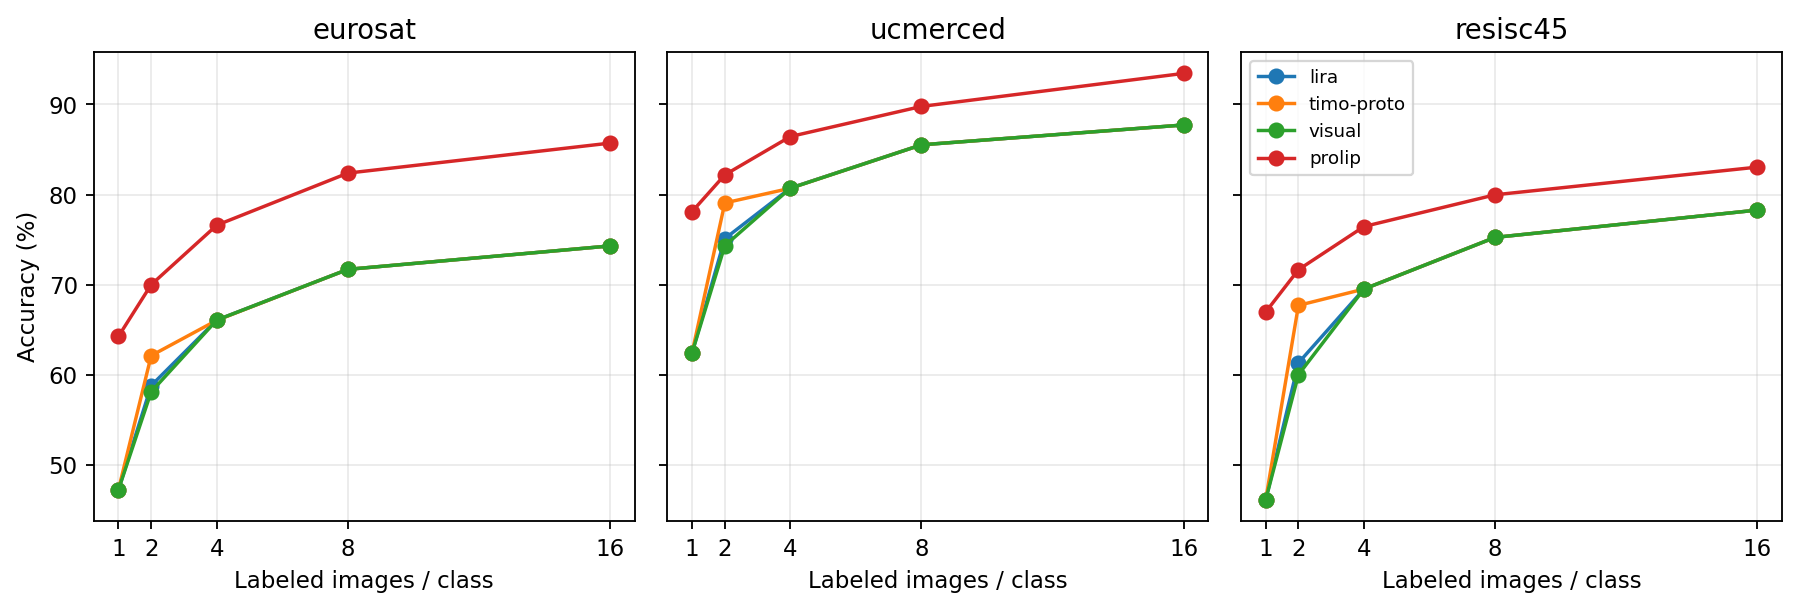 eurosat
ucmerced
resisc45
Accuracy (%)
90
80
70
60
50
lira
timo-proto
visual
prolip
1 2 4 8 16
1 2 4 8 16
1 2 4 8 16
Labeled images / class
Labeled images / class
Labeled images / class